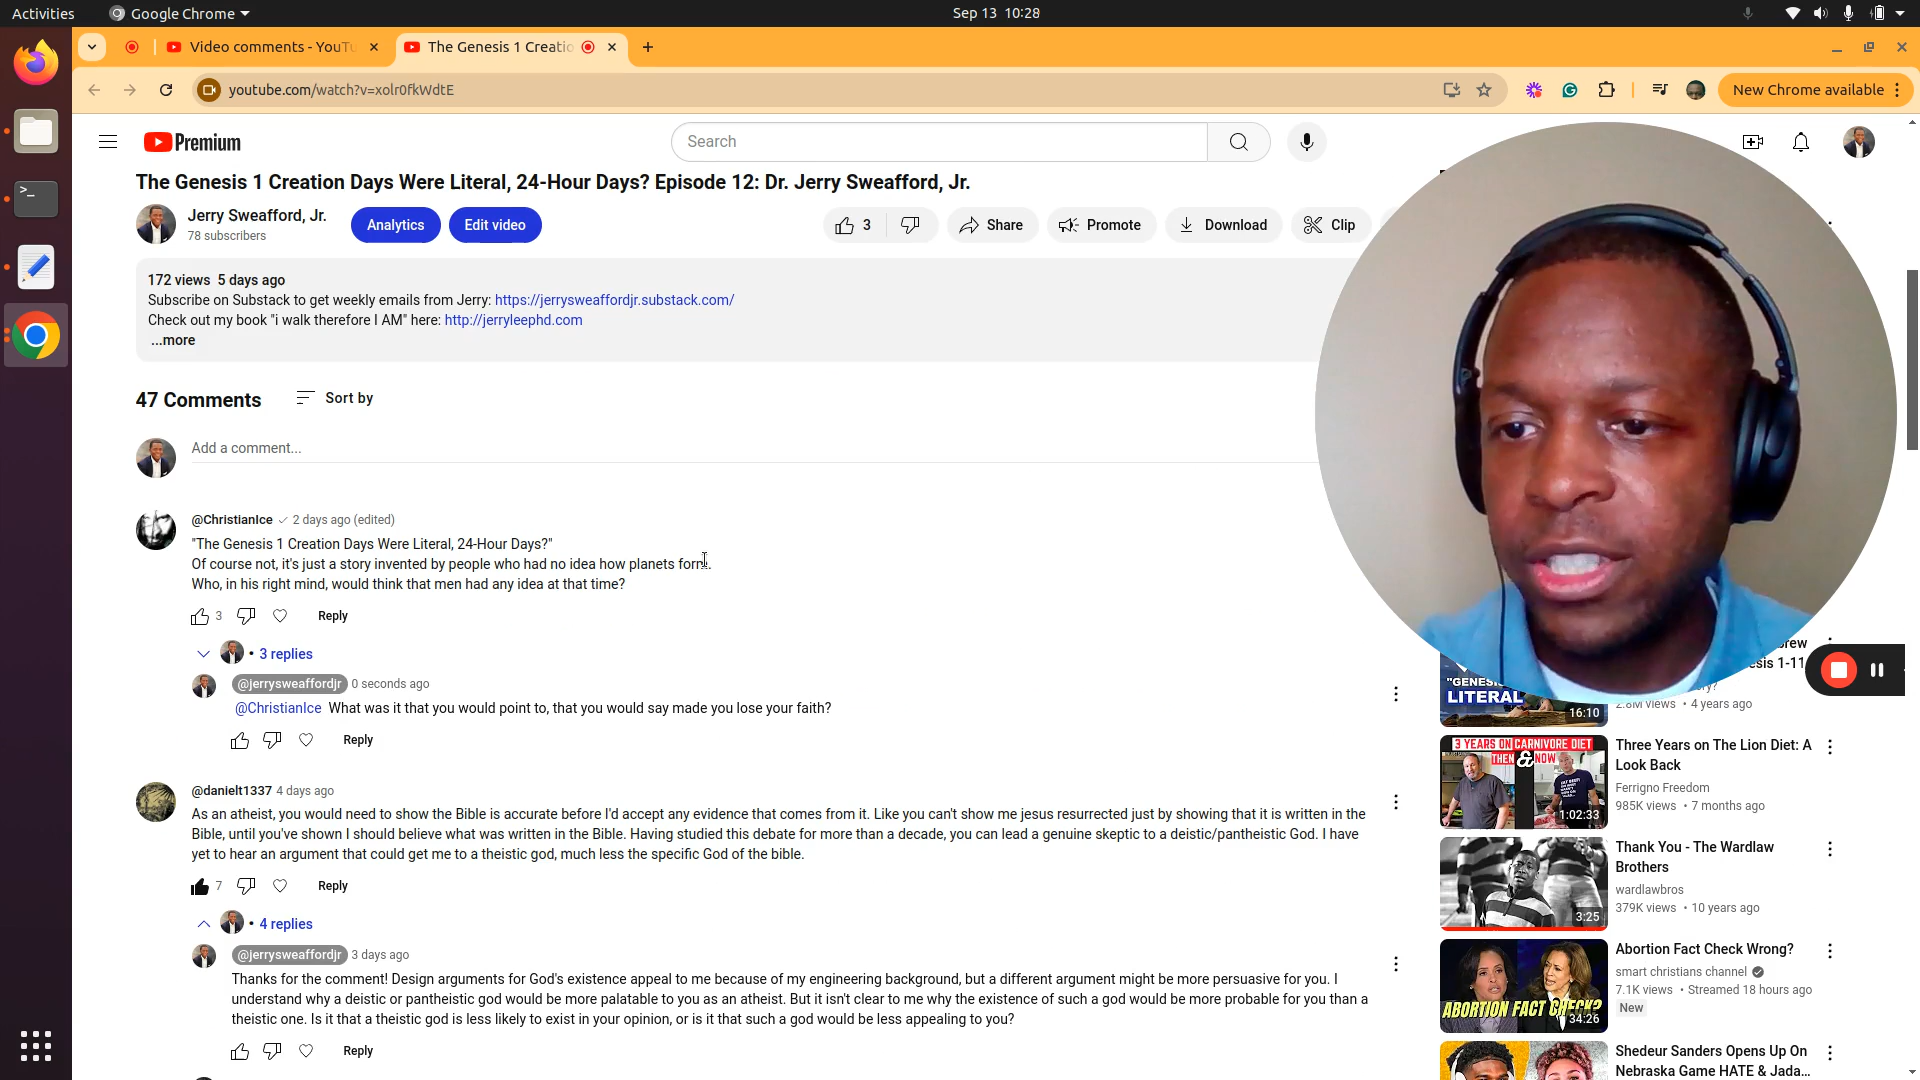 Activities
Google Chrome
Sep 13 10:28
Video comments - YouTu
The Genesis 1 Creatio
youtube.com/watch?v=xolr0fkWdtE
New Chrome available
Premium
Search
The Genesis 1 Creation Days Were Literal, 24-Hour Days? Episode 12: Dr. Jerry Sweafford, Jr.
Jerry Sweafford, Jr.
78 subscribers
Analytics
Edit video
3
Share
Promote
Download
Clip
172 views 5 days ago
Subscribe on Substack to get weekly emails from Jerry: https://jerrysweaffordjr.substack.com/
Check out my book "i walk therefore I AM" here: http://jerryleephd.com
...more
47 Comments
Sort by
Add a comment...
@ChristianIce 2 days ago (edited)
"The Genesis 1 Creation Days Were Literal, 24-Hour Days?"
Of course not, it's just a story invented by people who had no idea how planets form.
Who, in his right mind, would think that men had any idea at that time?
3
Reply
3 replies
@jerrysweaffordjr 0 seconds ago
@ChristianIce What was it that you would point to, that you would say made you lose your faith?
Reply
@danielt1337 4 days ago
As an atheist, you would need to show the Bible is accurate before I'd accept any evidence that comes from it. Like you can't show me jesus resurrected just by showing that it is written in the
Bible, until you've shown I should believe what was written in the Bible. Having studied this debate for more than a decade, you can lead a genuine skeptic to a deistic/pantheistic God. I have
yet to hear an argument that could get me to a theistic god, much less the specific God of the bible.
7
Reply
4 replies
@jerrysweaffordjr 3 days ago
Thanks for the comment! Design arguments for God's existence appeal to me because of my engineering background, but a different argument might be more persuasive for you. I
understand why a deistic or pantheistic god would be more palatable to you as an atheist. But it isn't clear to me why the existence of such a god would be more probable for you than a
theistic one. Is it that a theistic god is less likely to exist in your opinion, or is it that such a god would be less appealing to you?
Reply
"GENESIS
LITERAL
16:10
esis 1-11
2.8M views • 4 years ago
3 YEARS ON CARNIVORE DIET
THEN & NOW
1:02:33
Three Years on The Lion Diet: A
Look Back
Ferrigno Freedom
985K views • 7 months ago
3:25
Thank You - The Wardlaw
Brothers
wardlawbros
379K views • 10 years ago
ABORTION FACT CHECK?
34:26
Abortion Fact Check Wrong?
smart christians channel
7.1K views • Streamed 18 hours ago
New
Shedeur Sanders Opens Up On
Nebraska Game HATE & Jada...